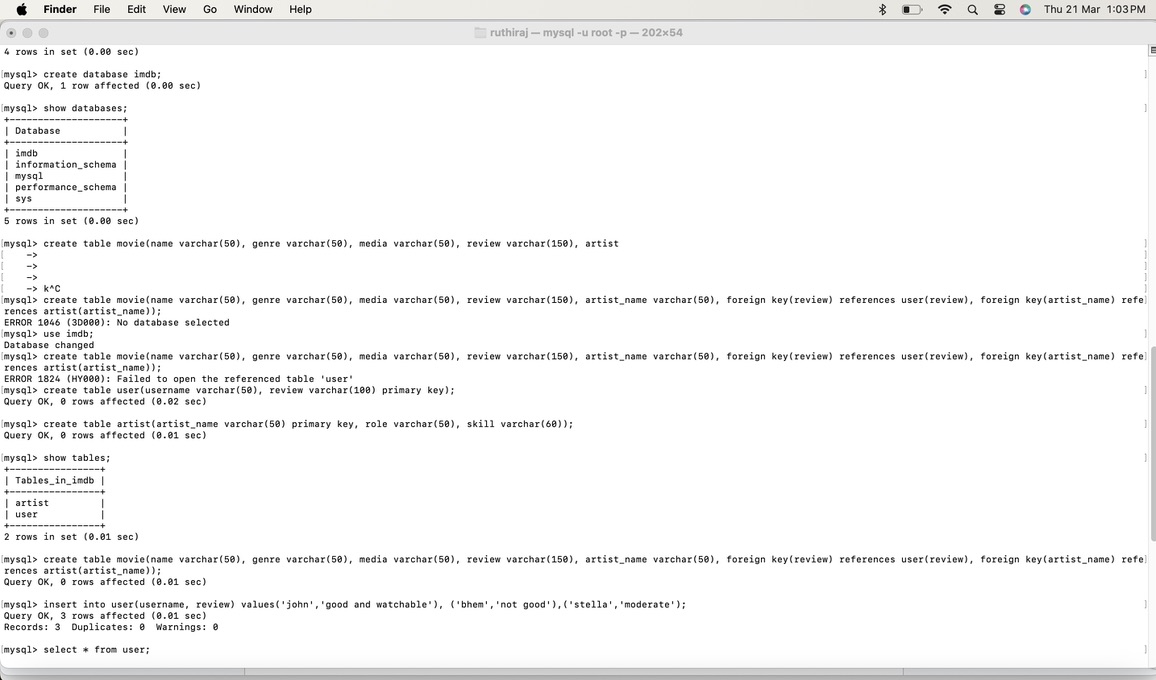 Finder File Edit View Go Window Help Thu 21 Mar 1:03 PM
ruthiraj — mysql -u root -p — 202×54
4 rows in set (0.00 sec)
[mysql> create database imdb; ]
Query OK, 1 row affected (0.00 sec)
[mysql> show databases; ]
+--------------------+
| Database           |
+--------------------+
| imdb               |
| information_schema |
| mysql              |
| performance_schema |
| sys                |
+--------------------+
5 rows in set (0.00 sec)
[mysql> create table movie(name varchar(50), genre varchar(50), media varchar(50), review varchar(150), artist ]
[    -> ]
[    -> ]
[    -> ]
[    -> k^C
[mysql> create table movie(name varchar(50), genre varchar(50), media varchar(50), review varchar(150), artist_name varchar(50), foreign key(review) references user(review), foreign key(artist_name) refe]
rences artist(artist_name));
ERROR 1046 (3D000): No database selected
[mysql> use imdb; ]
Database changed
[mysql> create table movie(name varchar(50), genre varchar(50), media varchar(50), review varchar(150), artist_name varchar(50), foreign key(review) references user(review), foreign key(artist_name) refe]
rences artist(artist_name));
ERROR 1824 (HY000): Failed to open the referenced table 'user'
[mysql> create table user(username varchar(50), review varchar(100) primary key); ]
Query OK, 0 rows affected (0.02 sec)
[mysql> create table artist(artist_name varchar(50) primary key, role varchar(50), skill varchar(60)); ]
Query OK, 0 rows affected (0.01 sec)
[mysql> show tables; ]
+----------------+
| Tables_in_imdb |
+----------------+
| artist         |
| user           |
+----------------+
2 rows in set (0.01 sec)
[mysql> create table movie(name varchar(50), genre varchar(50), media varchar(50), review varchar(150), artist_name varchar(50), foreign key(review) references user(review), foreign key(artist_name) refe]
rences artist(artist_name));
Query OK, 0 rows affected (0.01 sec)
[mysql> insert into user(username, review) values('john','good and watchable'), ('bhem','not good'),('stella','moderate'); ]
Query OK, 3 rows affected (0.01 sec)
Records: 3  Duplicates: 0  Warnings: 0
[mysql> select * from user; ]